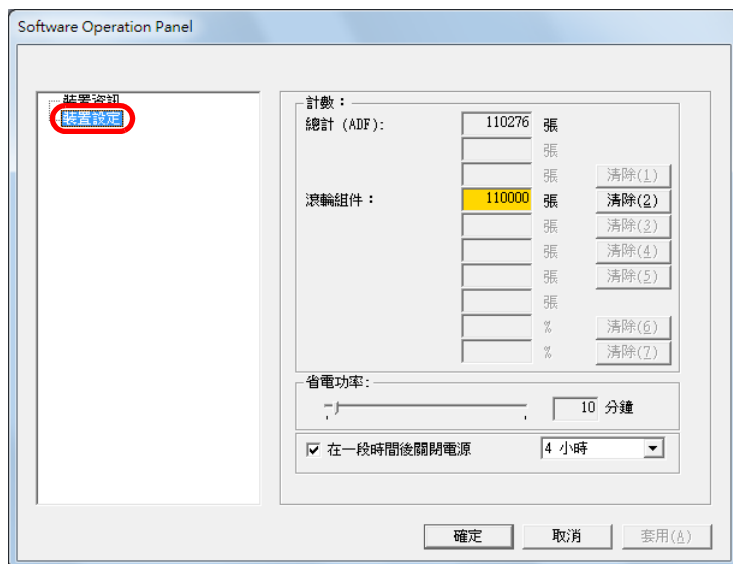 Software Operation Panel
裝置資訊
裝置設定
計數：
總計 (ADF): 110276 張
張
張 清除(1)
滾輪組件： 110000 張 清除(2)
張 清除(3)
張 清除(4)
張 清除(5)
張
% 清除(6)
% 清除(7)
省電功率:
10 分鐘
在一段時間後關閉電源 4 小時
確定 取消 套用(A)